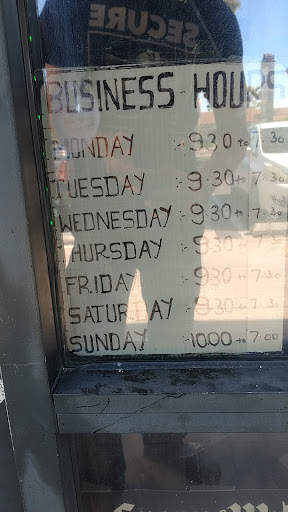 SECURE
BUSINESS HOUR
MONDAY :- 9:30 to 30
TUESDAY :- 9:30 to 7:30
WEDNESDAY :- 9:30 to 7:30
THURSDAY :- 9:30 to 7:30
FRIDAY :- 9:30 to 7:30
SATURDAY :- 9:30 to 7:30
SUNDAY :- 10:00 to 7:00